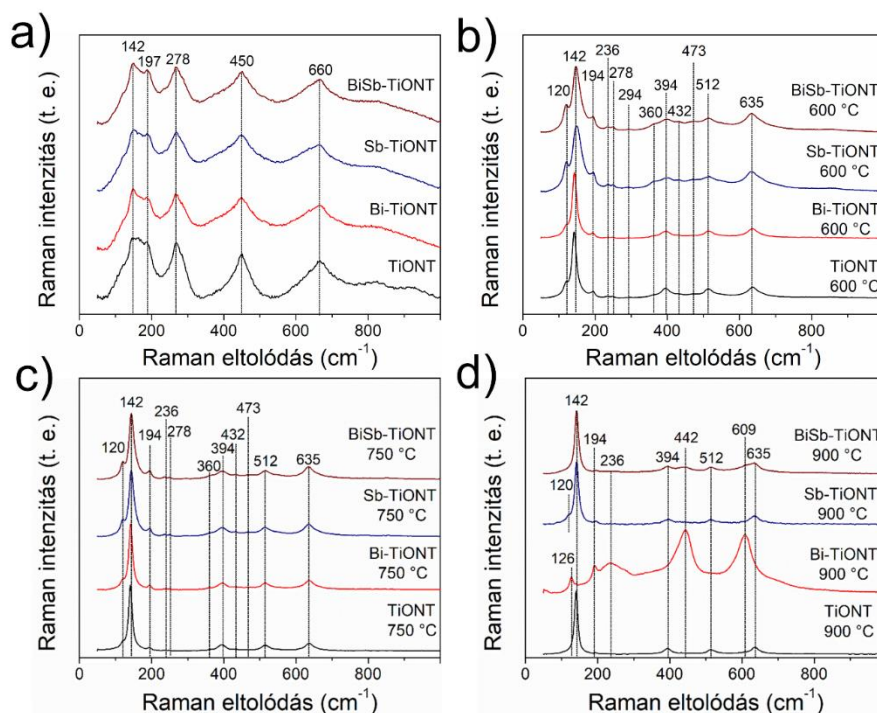 a)
142
197
278
450
660
BiSb-TiONT
Sb-TiONT
Bi-TiONT
TiONT
Raman intenzitás (t. e.)
0 200 400 600 800
Raman eltolódás (cm⁻¹)
b)
236
473
142
278
194
394
512
120
294
635
360
432
BiSb-TiONT
600 °C
Sb-TiONT
600 °C
Bi-TiONT
600 °C
TiONT
600 °C
Raman intenzitás (t. e.)
0 200 400 600 800
Raman eltolódás (cm⁻¹)
c)
142
236
473
278
120
194
432
394
360
512
635
BiSb-TiONT
750 °C
Sb-TiONT
750 °C
Bi-TiONT
750 °C
TiONT
750 °C
Raman intenzitás (t. e.)
0 200 400 600 800
Raman eltolódás (cm⁻¹)
d)
142
609
194
442
236
394
512
635
120
126
BiSb-TiONT
900 °C
Sb-TiONT
900 °C
Bi-TiONT
900 °C
TiONT
900 °C
Raman intenzitás (t. e.)
0 200 400 600 800
Raman eltolódás (cm⁻¹)